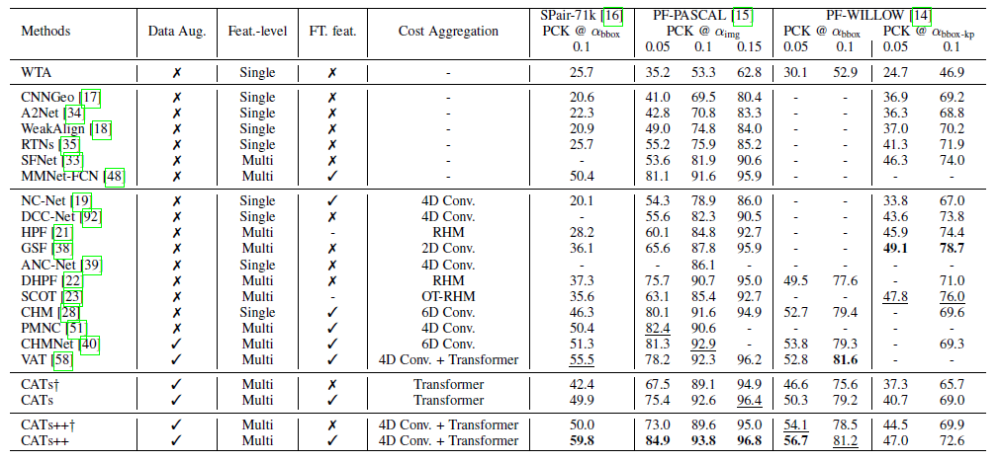 SPair-71k [16] PF-PASCAL [15] PF-WILLOW [14]
Methods Data Aug. Feat.-level FT. feat. Cost Aggregation PCK @ αbbox PCK @ αimg PCK @ αbbox PCK @ αbbox-kp
0.1 0.05 0.1 0.15 0.05 0.1 0.05 0.1
WTA ✗ Single ✗ - 25.7 35.2 53.3 62.8 30.1 52.9 24.7 46.9
CNNGeo [17] ✗ Single ✗ - 20.6 41.0 69.5 80.4 - - 36.9 69.2
A2Net [34] ✗ Single ✗ - 22.3 42.8 70.8 83.3 - - 36.3 68.8
WeakAlign [18] ✗ Single ✗ - 20.9 49.0 74.8 84.0 - - 37.0 70.2
RTNs [35] ✗ Single ✗ - 25.7 55.2 75.9 85.2 - - 41.3 71.9
SFNet [33] ✗ Multi ✗ - - 53.6 81.9 90.6 - - 46.3 74.0
MMNet-FCN [48] ✗ Multi ✓ - 50.4 81.1 91.6 95.9 - - - -
NC-Net [19] ✗ Single ✓ 4D Conv. 20.1 54.3 78.9 86.0 - - 33.8 67.0
DCC-Net [92] ✗ Single ✗ 4D Conv. - 55.6 82.3 90.5 - - 43.6 73.8
HPF [21] ✗ Multi - RHM 28.2 60.1 84.8 92.7 - - 45.9 74.4
GSF [38] ✗ Multi ✗ 2D Conv. 36.1 65.6 87.8 95.9 - - 49.1 78.7
ANC-Net [39] ✗ Single ✗ 4D Conv. - - 86.1 - - - - -
DHPF [22] ✗ Multi ✗ RHM 37.3 75.7 90.7 95.0 49.5 77.6 - 71.0
SCOT [23] ✗ Multi - OT-RHM 35.6 63.1 85.4 92.7 - - 47.8 76.0
CHM [28] ✗ Single ✓ 6D Conv. 46.3 80.1 91.6 94.9 52.7 79.4 - 69.6
PMNC [51] ✗ Multi ✓ 4D Conv. 50.4 82.4 90.6 - - - - -
CHMNet [40] ✓ Multi ✓ 6D Conv. 51.3 81.3 92.9 - 53.8 79.3 - 69.3
VAT [58] ✓ Multi ✓ 4D Conv. + Transformer 55.5 78.2 92.3 96.2 52.8 81.6 - -
CATs† ✓ Multi ✗ Transformer 42.4 67.5 89.1 94.9 46.6 75.6 37.3 65.7
CATs ✓ Multi ✓ Transformer 49.9 75.4 92.6 96.4 50.3 79.2 40.7 69.0
CATs++† ✓ Multi ✗ 4D Conv. + Transformer 50.0 73.0 89.6 95.0 54.1 78.5 44.5 69.9
CATs++ ✓ Multi ✓ 4D Conv. + Transformer 59.8 84.9 93.8 96.8 56.7 81.2 47.0 72.6